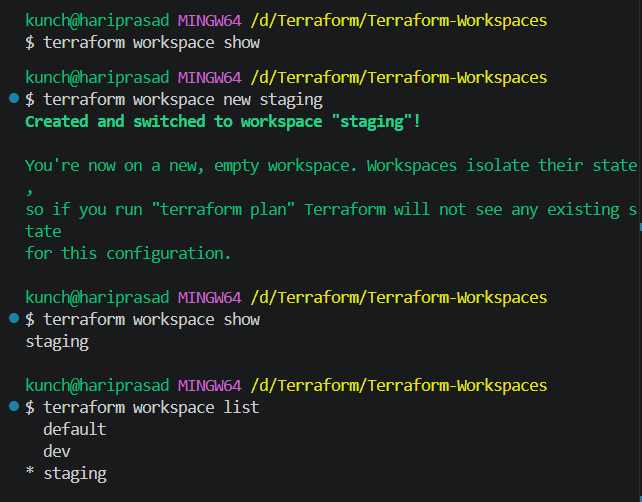 kunch@hariprasad MINGW64 /d/Terraform/Terraform-Workspaces
$ terraform workspace show
kunch@hariprasad MINGW64 /d/Terraform/Terraform-Workspaces
$ terraform workspace new staging
Created and switched to workspace "staging"!
You're now on a new, empty workspace. Workspaces isolate their state
,
so if you run "terraform plan" Terraform will not see any existing s
tate
for this configuration.
kunch@hariprasad MINGW64 /d/Terraform/Terraform-Workspaces
$ terraform workspace show
staging
kunch@hariprasad MINGW64 /d/Terraform/Terraform-Workspaces
$ terraform workspace list
  default
  dev
* staging